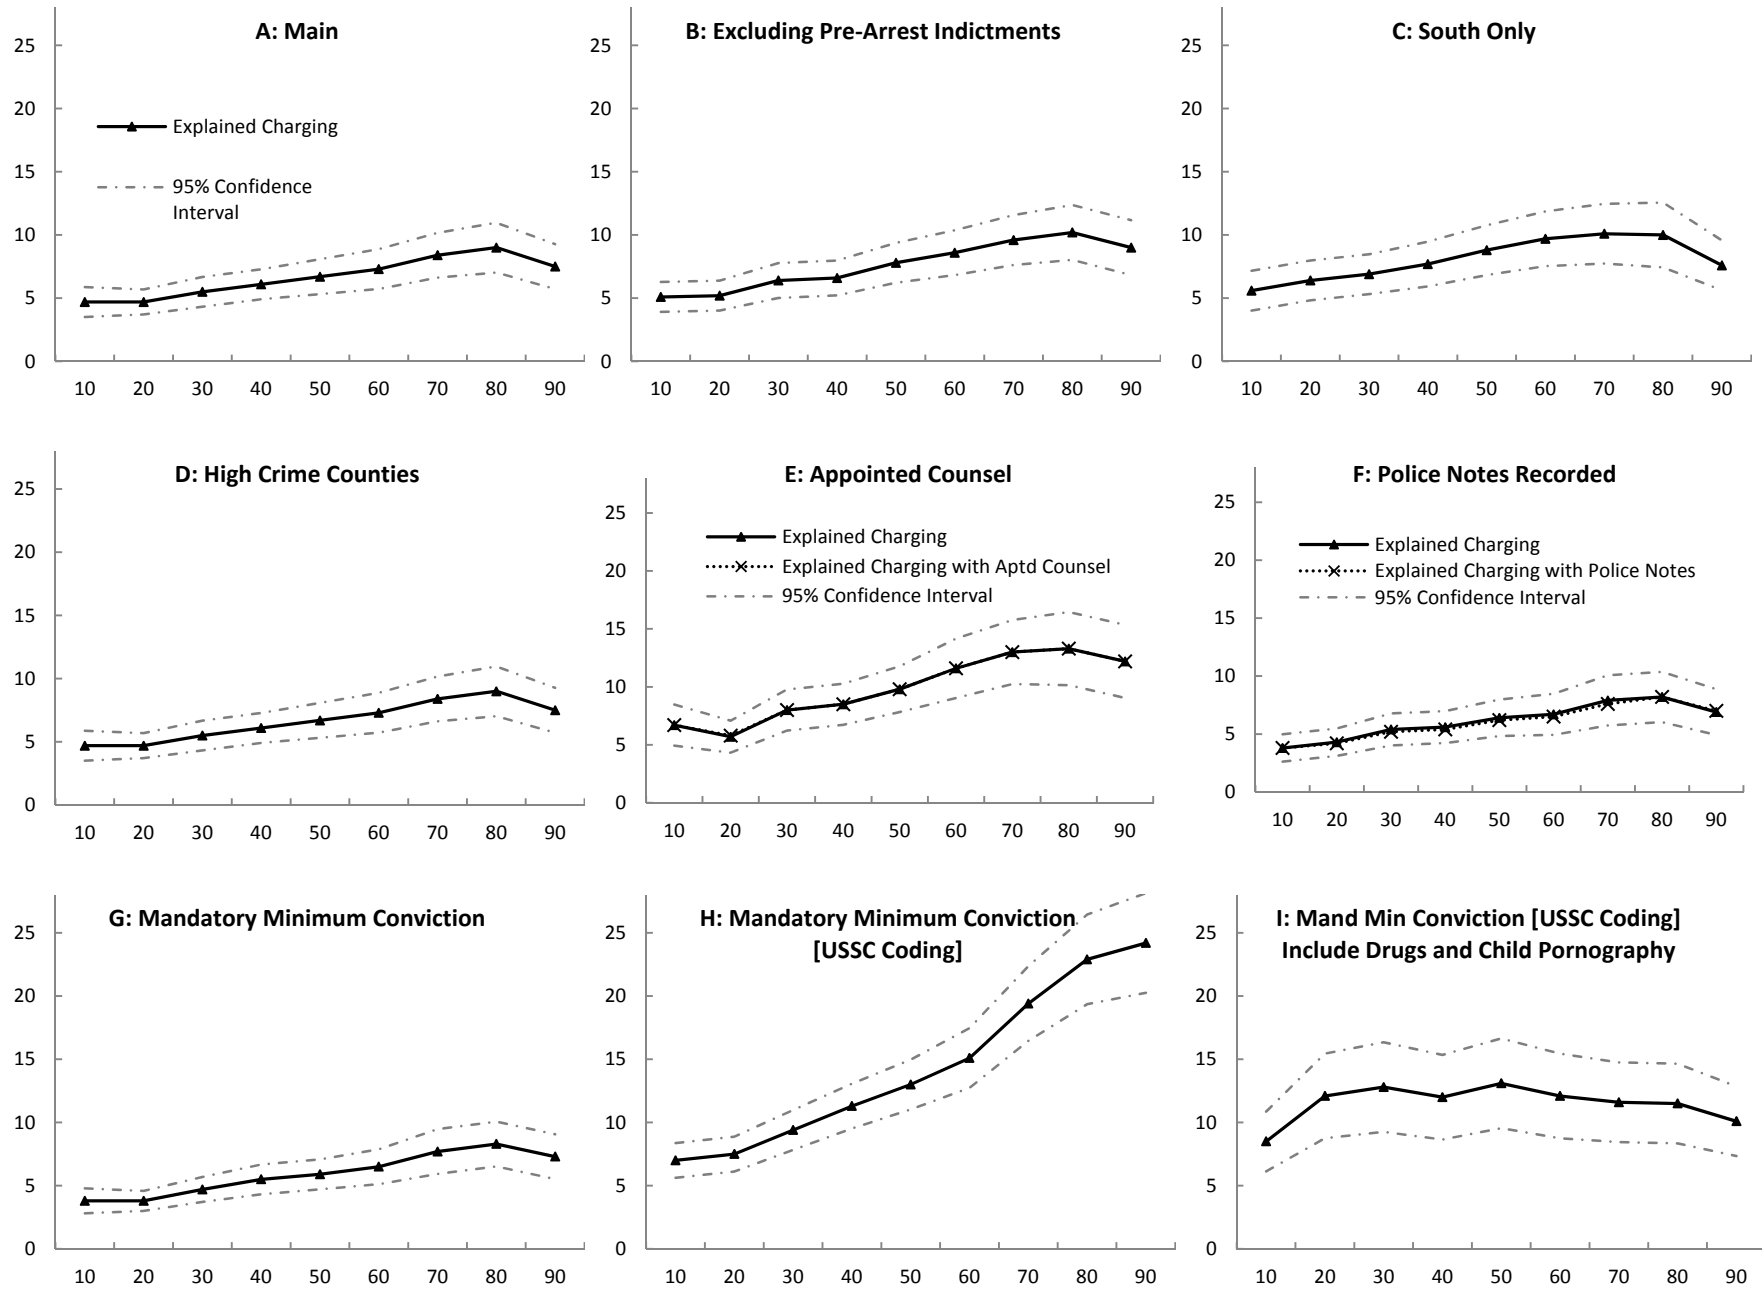 A: Main
25
20
15
10
5
0
Explained Charging
95% Confidence
Interval
10 20 30 40 50 60 70 80 90
B: Excluding Pre-Arrest Indictments
25
20
15
10
5
0
10 20 30 40 50 60 70 80 90
C: South Only
25
20
15
10
5
0
10 20 30 40 50 60 70 80 90
D: High Crime Counties
25
20
15
10
5
0
10 20 30 40 50 60 70 80 90
E: Appointed Counsel
25
20
15
10
5
0
Explained Charging
Explained Charging with Aptd Counsel
95% Confidence Interval
10 20 30 40 50 60 70 80 90
F: Police Notes Recorded
25
20
15
10
5
0
Explained Charging
Explained Charging with Police Notes
95% Confidence Interval
10 20 30 40 50 60 70 80 90
G: Mandatory Minimum Conviction
25
20
15
10
5
0
10 20 30 40 50 60 70 80 90
H: Mandatory Minimum Conviction
[USSC Coding]
25
20
15
10
5
0
10 20 30 40 50 60 70 80 90
I: Mand Min Conviction [USSC Coding]
Include Drugs and Child Pornography
25
20
15
10
5
0
10 20 30 40 50 60 70 80 90